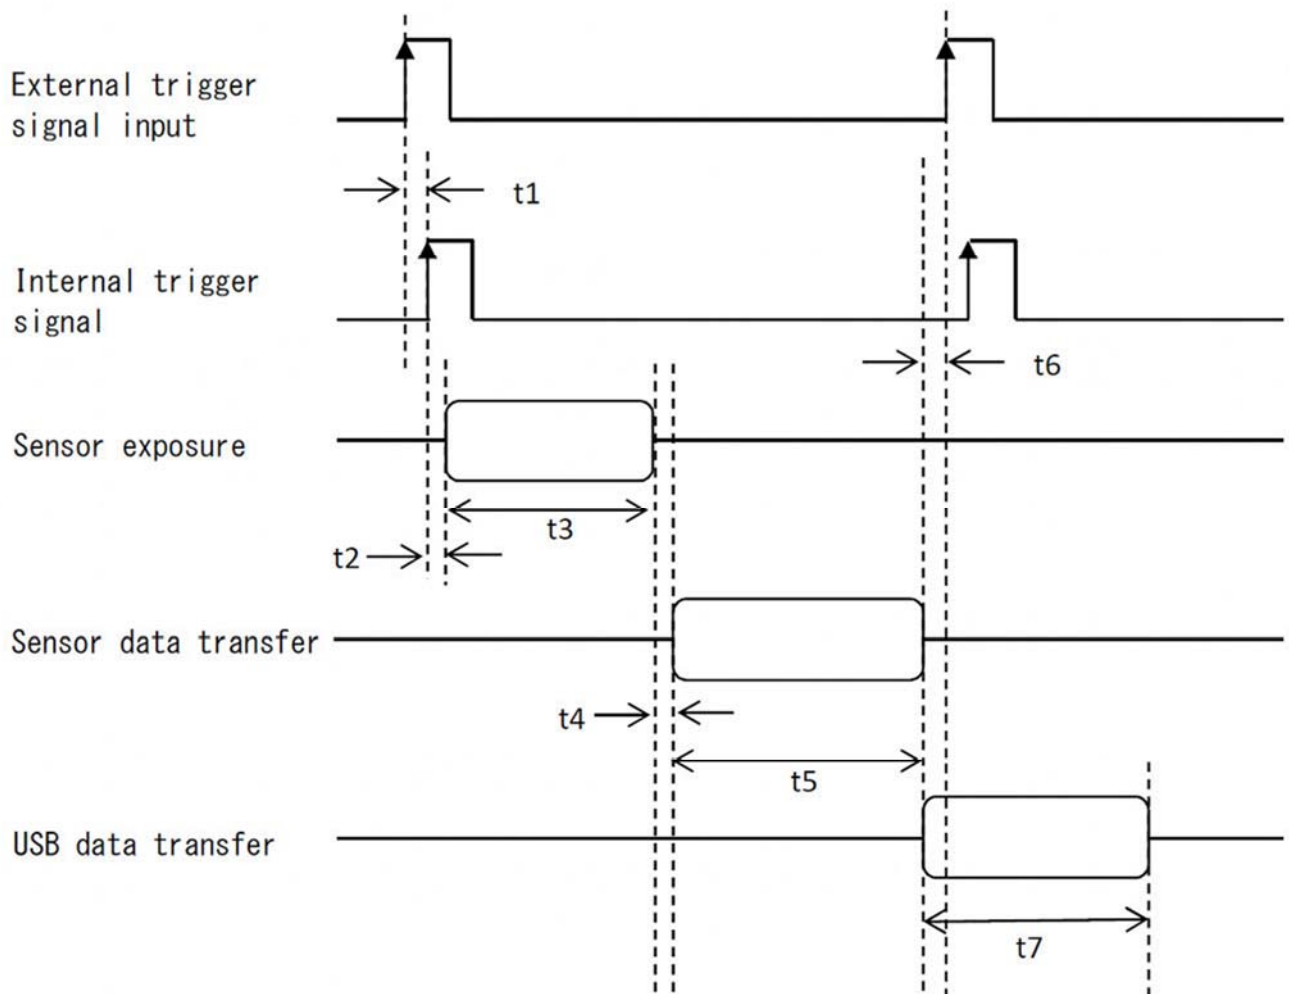 External trigger
signal input
t1
Internal trigger
signal
t6
Sensor exposure
t3
t2
Sensor data transfer
t4
t5
USB data transfer
t7